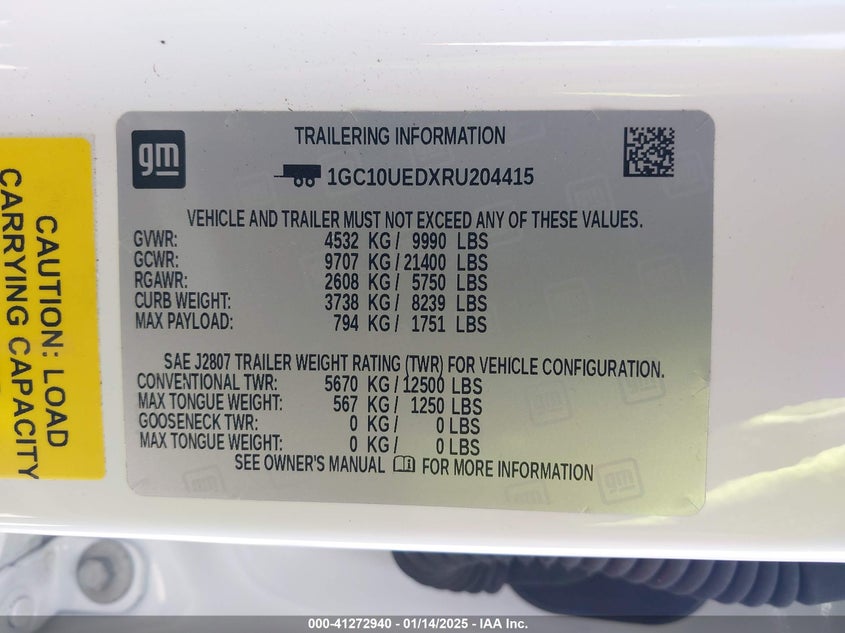 CAUTION: LOAD
CARRYING CAPACITY
gm
TRAILERING INFORMATION
1GC10UEDXRU204415
VEHICLE AND TRAILER MUST NOT EXCEED ANY OF THESE VALUES.
GVWR: 4532 KG / 9990 LBS
GCWR: 9707 KG / 21400 LBS
RGAWR: 2608 KG / 5750 LBS
CURB WEIGHT: 3738 KG / 8239 LBS
MAX PAYLOAD: 794 KG / 1751 LBS
SAE J2807 TRAILER WEIGHT RATING (TWR) FOR VEHICLE CONFIGURATION.
CONVENTIONAL TWR: 5670 KG / 12500 LBS
MAX TONGUE WEIGHT: 567 KG / 1250 LBS
GOOSENECK TWR: 0 KG / 0 LBS
MAX TONGUE WEIGHT: 0 KG / 0 LBS
SEE OWNER'S MANUAL FOR MORE INFORMATION
000-41272940 - 01/14/2025 - IAA Inc.